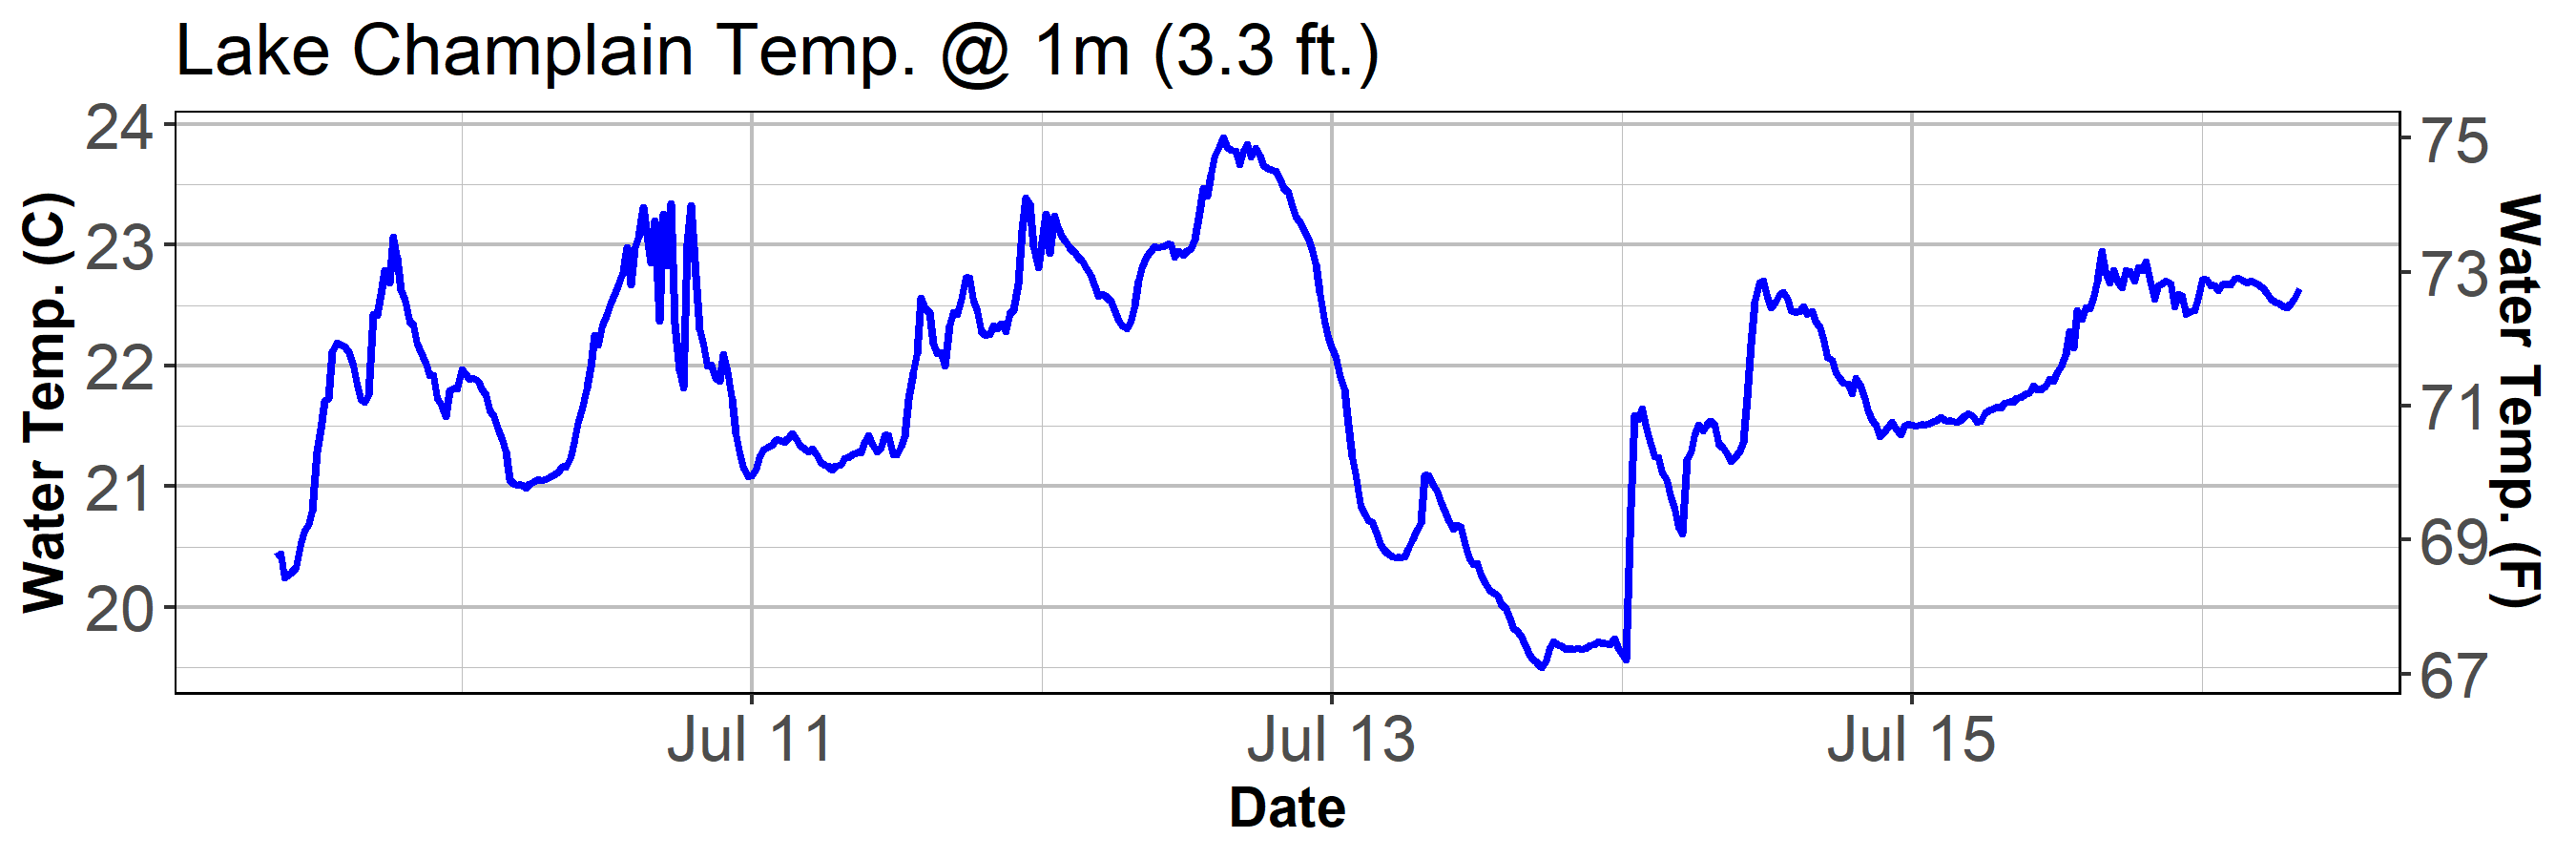 Lake Champlain Temp. @ 1m (3.3 ft.)
Water Temp. (C)
24
23
22
21
20
75
73
71
69
67
Water Temp. (F)
Jul 11
Jul 13
Jul 15
Date